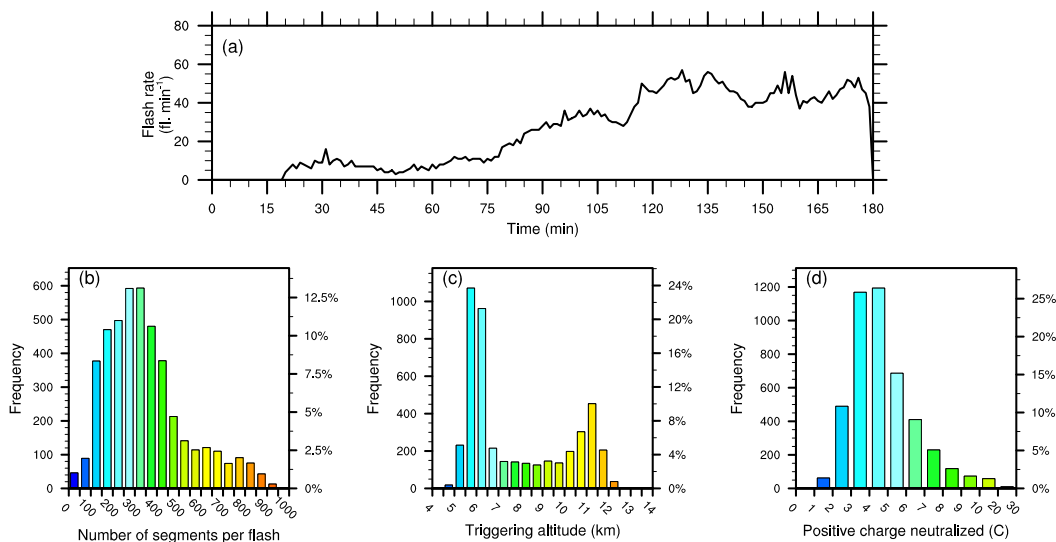 (a)
80
60
40
20
0
Flash rate
(fl. min-1)
0 15 30 45 60 75 90 105 120 135 150 165 180
Time (min)
(b)
600
500
400
300
200
100
0
Frequency
12.5%
10%
7.5%
5%
2.5%
0%
0 100 200 300 400 500 600 700 800 900 1000
Number of segments per flash
(c)
1000
800
600
400
200
0
Frequency
24%
20%
16%
12%
8%
4%
0%
4 5 6 7 8 9 10 11 12 13 14
Triggering altitude (km)
(d)
1200
1000
800
600
400
200
0
Frequency
25%
20%
15%
10%
5%
0%
0 1 2 3 4 5 6 7 8 9 10 20 30
Positive charge neutralized (C)